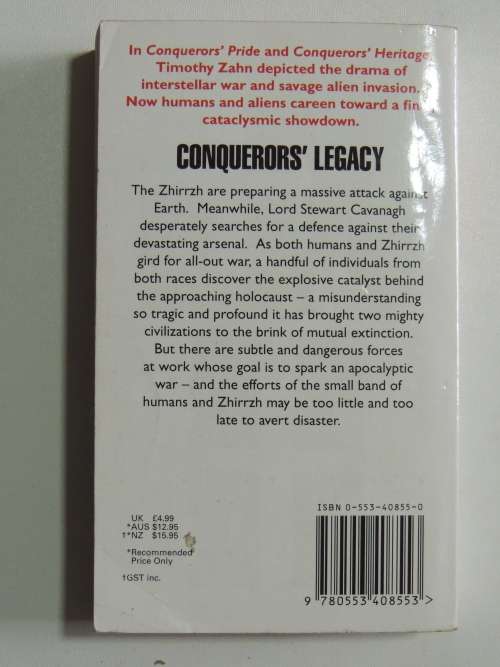 In Conquerors' Pride and Conquerors' Heritage,
Timothy Zahn depicted the drama of
interstellar war and savage alien invasion.
Now humans and aliens careen toward a final
cataclysmic showdown.
CONQUERORS' LEGACY
The Zhirrzh are preparing a massive attack against
Earth. Meanwhile, Lord Stewart Cavanagh
desperately searches for a defence against their
devastating arsenal. As both humans and Zhirrzh
gird for all-out war, a handful of individuals from
both races discover the explosive catalyst behind
the approaching holocaust – a misunderstanding
so tragic and profound it has brought two mighty
civilizations to the brink of mutual extinction.
But there are subtle and dangerous forces
at work whose goal is to spark an apocalyptic
war – and the efforts of the small band of
humans and Zhirrzh may be too little and too
late to avert disaster.
UK £4.99
*AUS $12.95
1*NZ $15.95
*Recommended
Price Only
1GST inc.
ISBN 0-553-40855-0
9 780553 408553 >